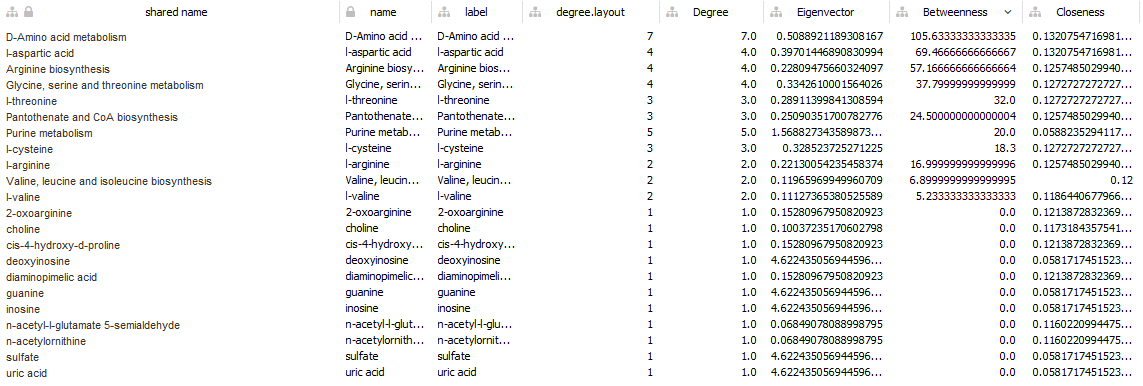 shared name name label degree.layout Degree Eigenvector Betweenness Closeness
D-Amino acid metabolism D-Amino acid ... D-Amino acid ... 7 7.0 0.5088921189308167 105.63333333333335 0.1320754716981...
l-aspartic acid l-aspartic acid l-aspartic acid 4 4.0 0.39701446890830994 69.46666666666667 0.1320754716981...
Arginine biosynthesis Arginine biosy... Arginine bios... 4 4.0 0.22809475660324097 57.166666666666664 0.1257485029940...
Glycine, serine and threonine metabolism Glycine, serin... Glycine, serin... 4 4.0 0.3342610001564026 37.79999999999999 0.1272727272727...
l-threonine l-threonine l-threonine 3 3.0 0.28911399841308594 32.0 0.1272727272727...
Pantothenate and CoA biosynthesis Pantothenate... Pantothenate... 3 3.0 0.25090351700782776 24.500000000000004 0.1257485029940...
Purine metabolism Purine metab... Purine metab... 5 5.0 1.568827343589873... 20.0 0.0588235294117...
l-cysteine l-cysteine l-cysteine 3 3.0 0.328523725271225 18.3 0.1272727272727...
l-arginine l-arginine l-arginine 2 2.0 0.22130054235458374 16.999999999999996 0.1257485029940...
Valine, leucine and isoleucine biosynthesis Valine, leucin... Valine, leucin... 2 2.0 0.11965969949960709 6.8999999999999995 0.12
l-valine l-valine l-valine 2 2.0 0.11127365380525589 5.233333333333333 0.1186440677966...
2-oxoarginine 2-oxoarginine 2-oxoarginine 1 1.0 0.15280967950820923 0.0 0.1213872832369...
choline choline choline 1 1.0 0.10037235170602798 0.0 0.1173184357541...
cis-4-hydroxy-d-proline cis-4-hydroxy... cis-4-hydroxy... 1 1.0 0.15280967950820923 0.0 0.1213872832369...
deoxyinosine deoxyinosine deoxyinosine 1 1.0 4.622435056944596... 0.0 0.0581717451523...
diaminopimelic acid diaminopimelic... diaminopimeli... 1 1.0 0.15280967950820923 0.0 0.1213872832369...
guanine guanine guanine 1 1.0 4.622435056944596... 0.0 0.0581717451523...
inosine inosine inosine 1 1.0 4.622435056944596... 0.0 0.0581717451523...
n-acetyl-l-glutamate 5-semialdehyde n-acetyl-l-glut... n-acetyl-l-glu... 1 1.0 0.06849078088998795 0.0 0.1160220994475...
n-acetylornithine n-acetylornith... n-acetylornit... 1 1.0 0.06849078088998795 0.0 0.1160220994475...
sulfate sulfate sulfate 1 1.0 4.622435056944596... 0.0 0.0581717451523...
uric acid uric acid uric acid 1 1.0 4.622435056944596... 0.0 0.0581717451523...